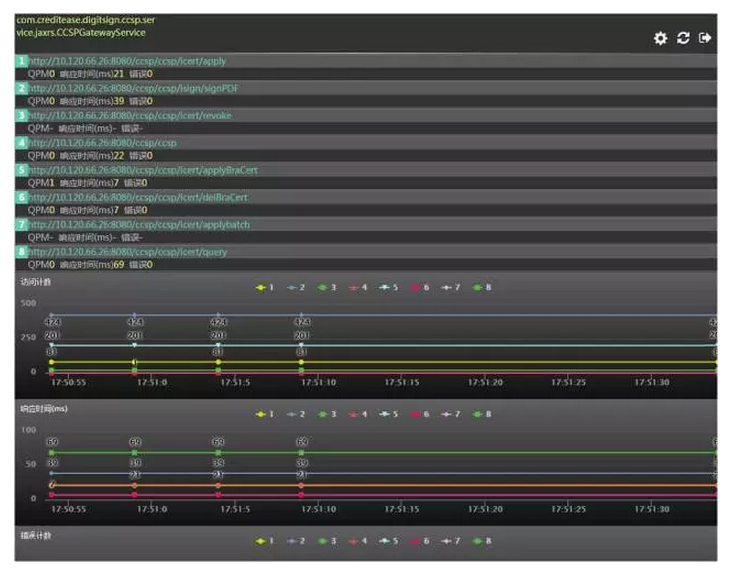 com.creditease.digitsign.ccsp.ser
vice.jaxrs.CCSPGatewayService
1 http://10.120.66.26:8080/ccsp/ccsp/icert/apply
QPM0 响应时间(ms)21 错误0
2 http://10.120.66.26:8080/ccsp/ccsp/isign/signPDF
QPM0 响应时间(ms)39 错误0
3 http://10.120.66.26:8080/ccsp/ccsp/icert/revoke
QPM- 响应时间(ms)- 错误-
4 http://10.120.66.26:8080/ccsp/ccsp
QPM0 响应时间(ms)22 错误0
5 http://10.120.66.26:8080/ccsp/ccsp/icert/applyBraCert
QPM1 响应时间(ms)7 错误0
6 http://10.120.66.26:8080/ccsp/ccsp/icert/delBraCert
QPM0 响应时间(ms)7 错误0
7 http://10.120.66.26:8080/ccsp/ccsp/icert/applybatch
QPM- 响应时间(ms)- 错误-
8 http://10.120.66.26:8080/ccsp/ccsp/icert/query
QPM0 响应时间(ms)69 错误0
访问计数
1 2 3 4 5 6 7 8
500
424 424 424 424
250 201 201 201 201
83 83 83
0
17:50:55 17:51:0 17:51:5 17:51:10 17:51:15 17:51:20 17:51:25 17:51:30
响应时间(ms)
1 2 3 4 5 6 7 8
100
69 69 69 69
50 39 39 39 39
21 21 21
0
17:50:55 17:51:0 17:51:5 17:51:10 17:51:15 17:51:20 17:51:25 17:51:30
错误计数
1 2 3 4 5 6 7 8